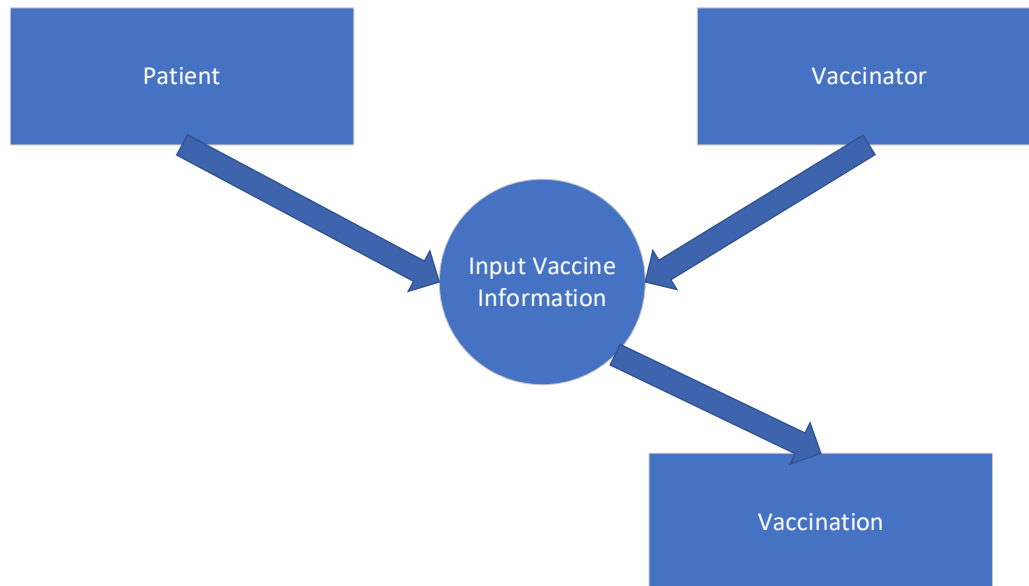 Patient
Vaccinator
Input Vaccine
Information
Vaccination